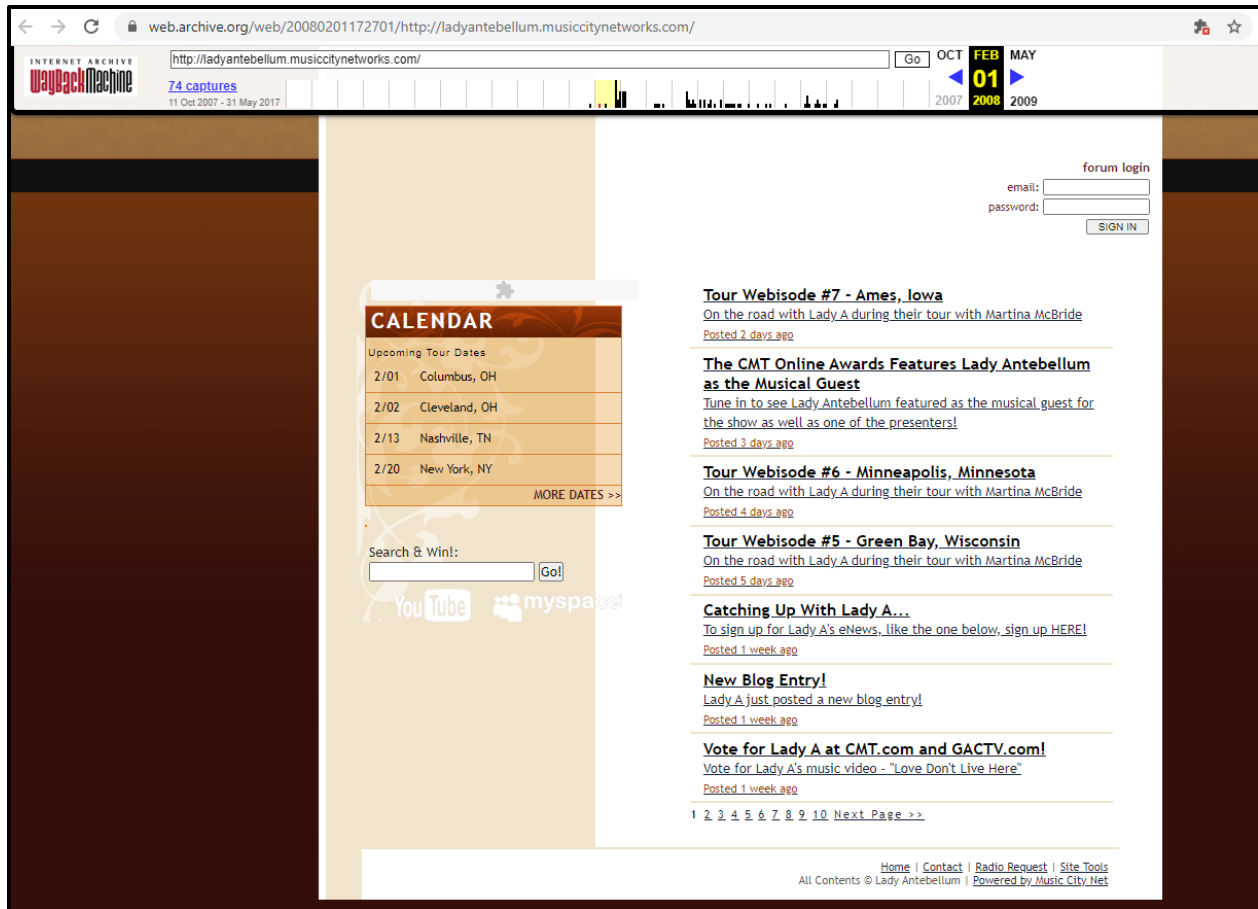 web.archive.org/web/20080201172701/http://ladyantebellum.musiccitynetworks.com/
INTERNET ARCHIVE
WayBackMachine
http://ladyantebellum.musiccitynetworks.com/
Go
OCT FEB MAY
74 captures
01
11 Oct 2007 - 31 May 2017
2007 2008 2009
forum login
email:
password:
SIGN IN
CALENDAR
Upcoming Tour Dates
2/01 Columbus, OH
2/02 Cleveland, OH
2/13 Nashville, TN
2/20 New York, NY
MORE DATES >>
Search & Win!:
Go!
You Tube myspace
Tour Webisode #7 - Ames, Iowa
On the road with Lady A during their tour with Martina McBride
Posted 2 days ago
The CMT Online Awards Features Lady Antebellum
as the Musical Guest
Tune in to see Lady Antebellum featured as the musical guest for
the show as well as one of the presenters!
Posted 3 days ago
Tour Webisode #6 - Minneapolis, Minnesota
On the road with Lady A during their tour with Martina McBride
Posted 4 days ago
Tour Webisode #5 - Green Bay, Wisconsin
On the road with Lady A during their tour with Martina McBride
Posted 5 days ago
Catching Up With Lady A...
To sign up for Lady A's eNews, like the one below, sign up HERE!
Posted 1 week ago
New Blog Entry!
Lady A just posted a new blog entry!
Posted 1 week ago
Vote for Lady A at CMT.com and GACTV.com!
Vote for Lady A's music video - "Love Don't Live Here"
Posted 1 week ago
1 2 3 4 5 6 7 8 9 10 Next Page >>
Home | Contact | Radio Request | Site Tools
All Contents © Lady Antebellum | Powered by Music City Net